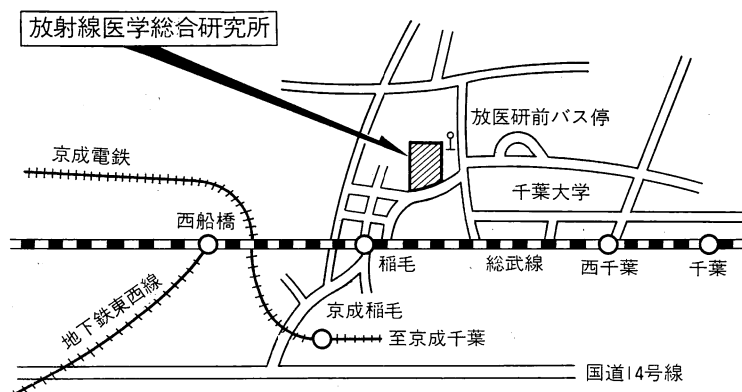 放射線医学総合研究所
放医研前バス停
京成電鉄
千葉大学
西船橋
稲毛
総武線
西千葉
千葉
地下鉄東西線
京成稲毛
至京成千葉
国道14号線